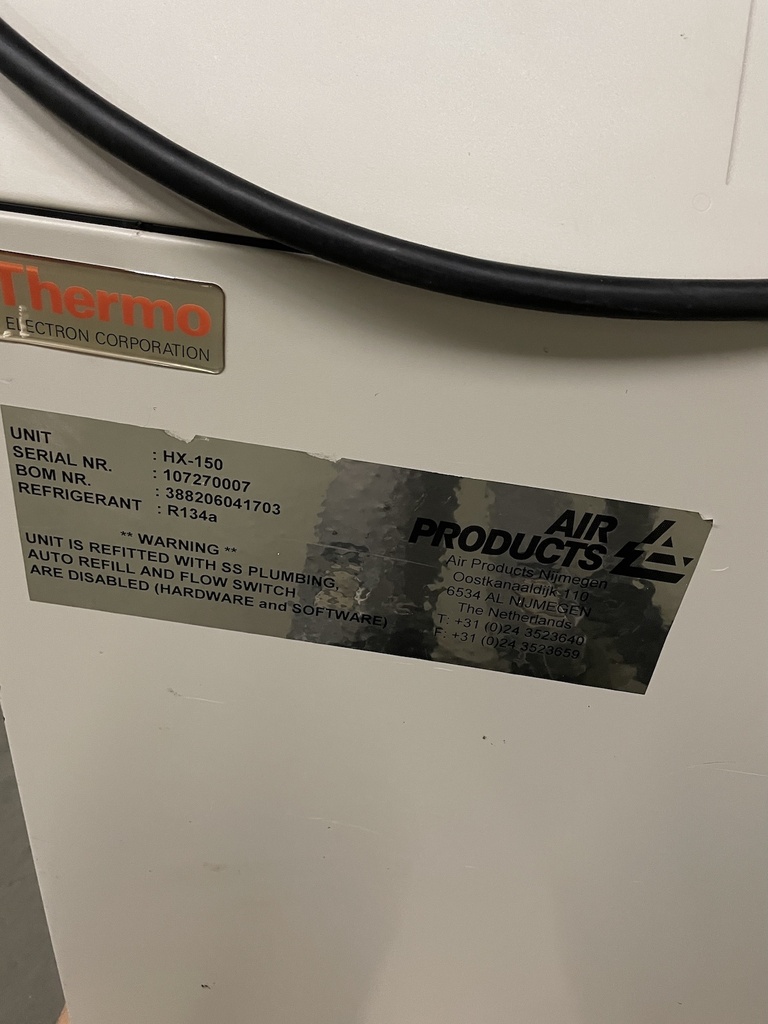 Thermo
ELECTRON CORPORATION
UNIT : HX-150
SERIAL NR. : 107270007
BOM NR. : 388206041703
REFRIGERANT : R134a
** WARNING **
UNIT IS REFITTED WITH SS PLUMBING,
AUTO REFILL AND FLOW SWITCH
ARE DISABLED (HARDWARE and SOFTWARE)
AIR
PRODUCTS
Air Products Nijmegen
Oostkanaaldijk 110
6534 AL NIJMEGEN
The Netherlands
T: +31 (0)24 3523640
F: +31 (0)24 3523659